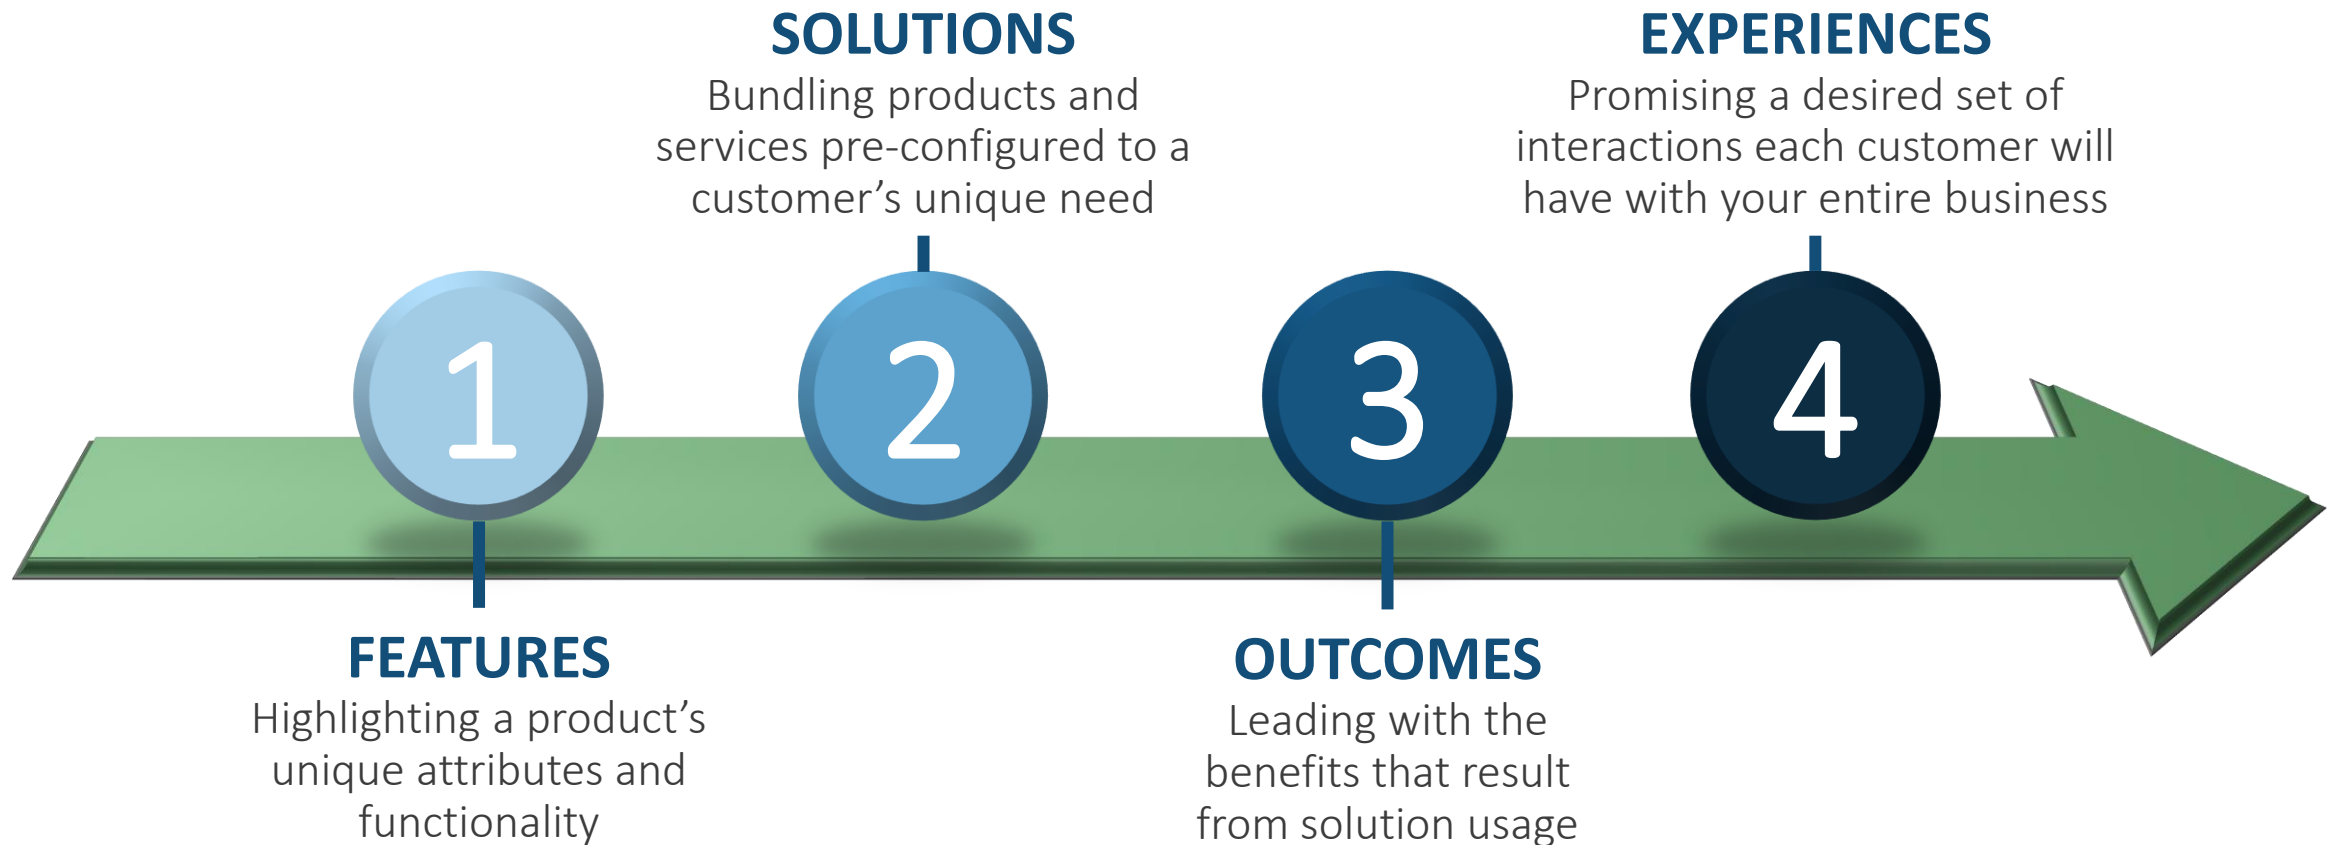 SOLUTIONS
Bundling products and
services pre-configured to a
customer’s unique need
EXPERIENCES
Promising a desired set of
interactions each customer will
have with your entire business
1
2
3
4
FEATURES
Highlighting a product’s
unique attributes and
functionality
OUTCOMES
Leading with the
benefits that result
from solution usage